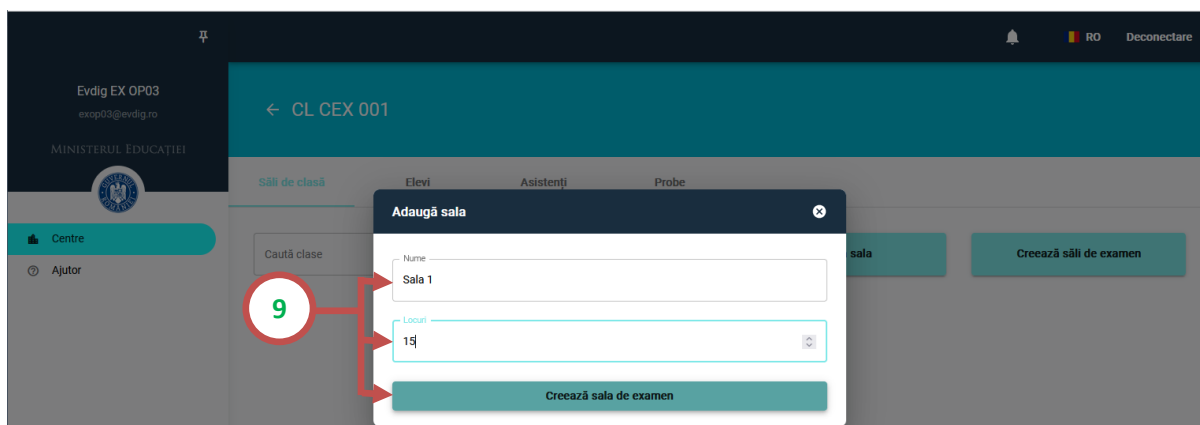 RO Deconectare
Evdig EX OP03
exop03@evdig.ro
MINISTERUL EDUCAȚIEI
← CL CEX 001
Săli de clasă Elevi Asistenți Probe
Centre
Ajutor
Caută clase
sala
Creează săli de examen
Adaugă sala
Nume
Sala 1
Locuri
15
Creează sala de examen
9